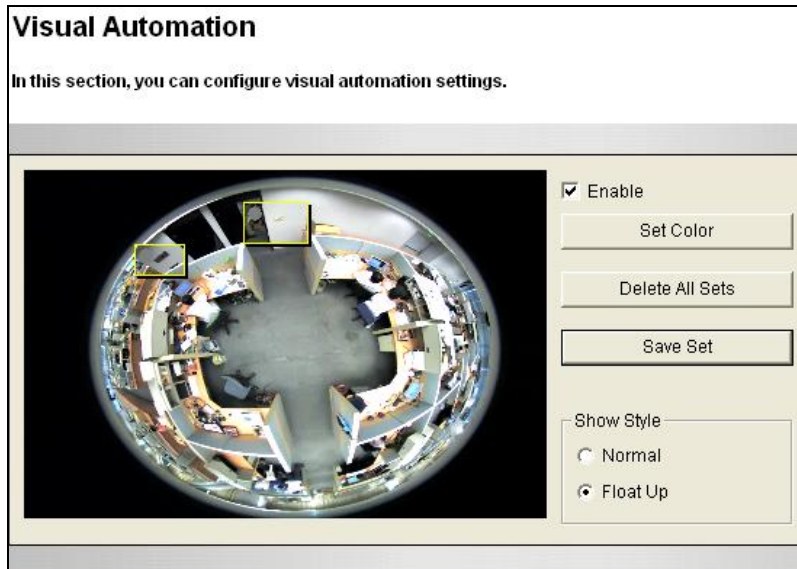 Visual Automation
In this section, you can configure visual automation settings.
Enable
Set Color
Delete All Sets
Save Set
Show Style
Normal
Float Up